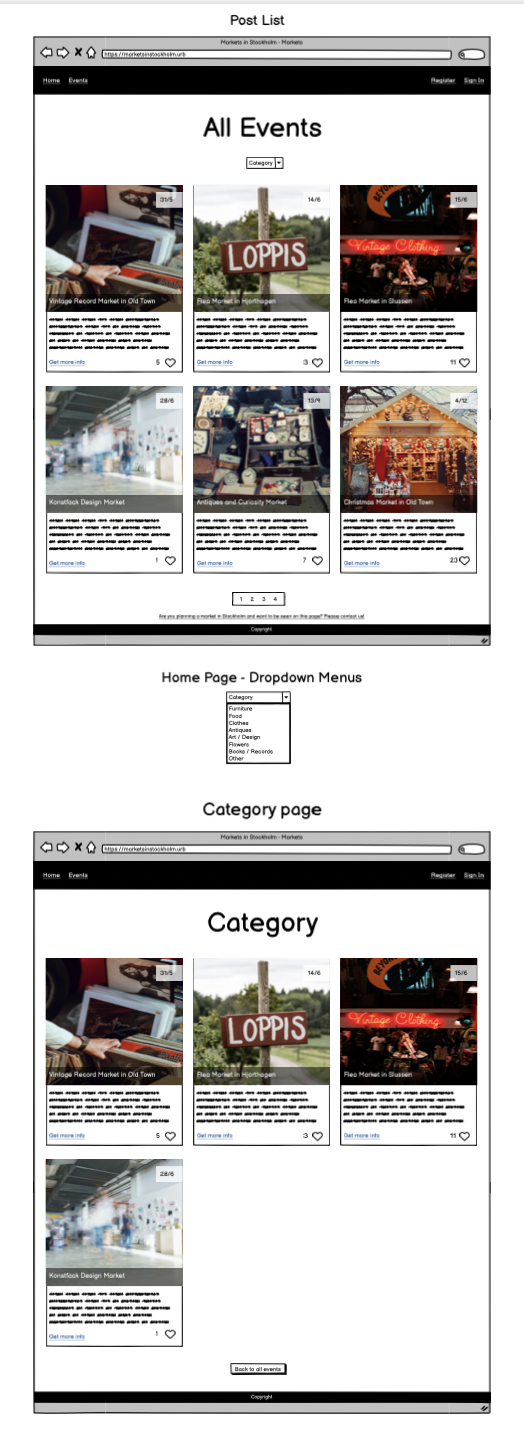 Post List
Markets in Stockholm - Markets
https://marketsinstockholm.urb
Home Events Register Sign In
All Events
Category
31/5
LOPPIS
14/6
15/6
Vintage Clothing
Vintage Record Market in Old Town
Flea Market in Hjorthagen
Flea Market in Slussen
Get more info 5
Get more info 3
Get more info 11
28/6
13/9
4/12
Konstfack Design Market
Antiques and Curiosity Market
Christmas Market in Old Town
Get more info 1
Get more info 7
Get more info 23
1 2 3 4
Are you planning a market in Stockholm and want to be seen on this page? Please contact us!
Copyright
Home Page - Dropdown Menus
Category
Furniture
Food
Clothes
Antiques
Art / Design
Flowers
Books / Records
Other
Category page
Markets in Stockholm - Markets
https://marketsinstockholm.urb
Home Events Register Sign In
Category
31/5
LOPPIS
14/6
15/6
Vintage Clothing
Vintage Record Market in Old Town
Flea Market in Hjorthagen
Flea Market in Slussen
Get more info 5
Get more info 3
Get more info 11
28/6
Konstfack Design Market
Get more info 1
Back to all events
Copyright